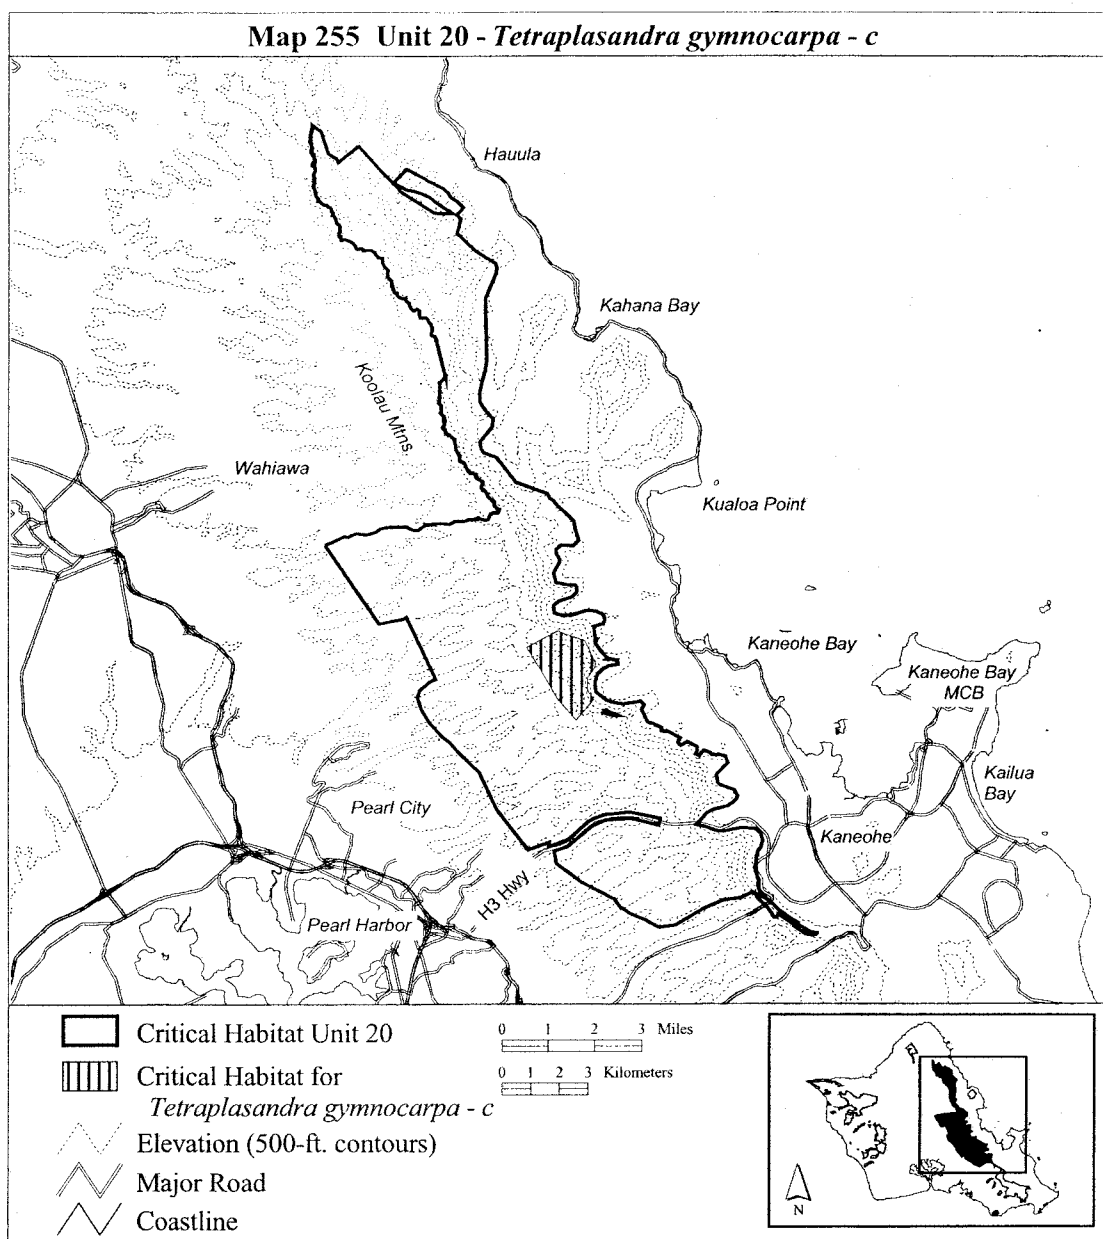 Map 255 Unit 20 - Tetraplasandra gymnocarpa - c
Hauula
Kahana Bay
Koolau Mtns
Wahiawa
Kualoa Point
Kaneohe Bay
Kaneohe Bay
MCB
Kailua
Bay
Pearl City
Kaneohe
H3 Hwy
Pearl Harbor
Critical Habitat Unit 20
Critical Habitat for
Tetraplasandra gymnocarpa - c
Elevation (500-ft. contours)
Major Road
Coastline
0 1 2 3 Miles
0 1 2 3 Kilometers
N